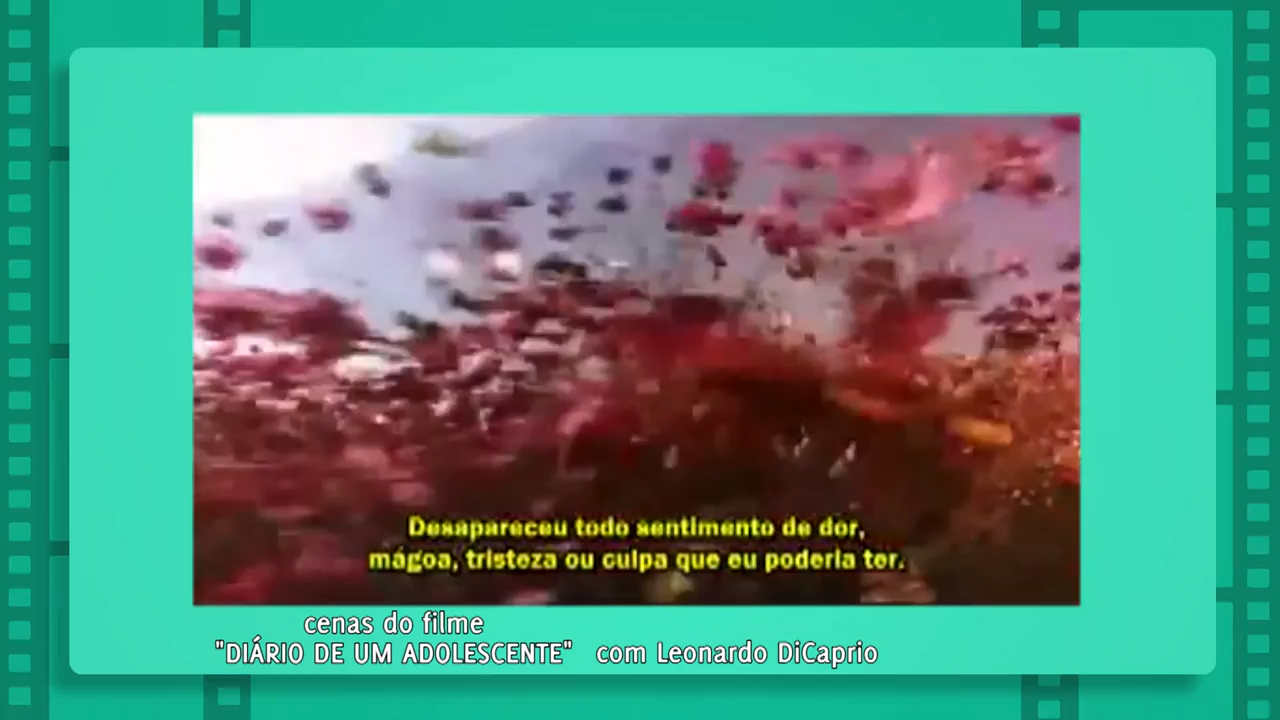 Desapareceu todo sentimento de dor,
mágoa, tristeza ou culpa que eu poderia ter.
cenas do filme
"DIÁRIO DE UM ADOLESCENTE" com Leonardo DiCaprio